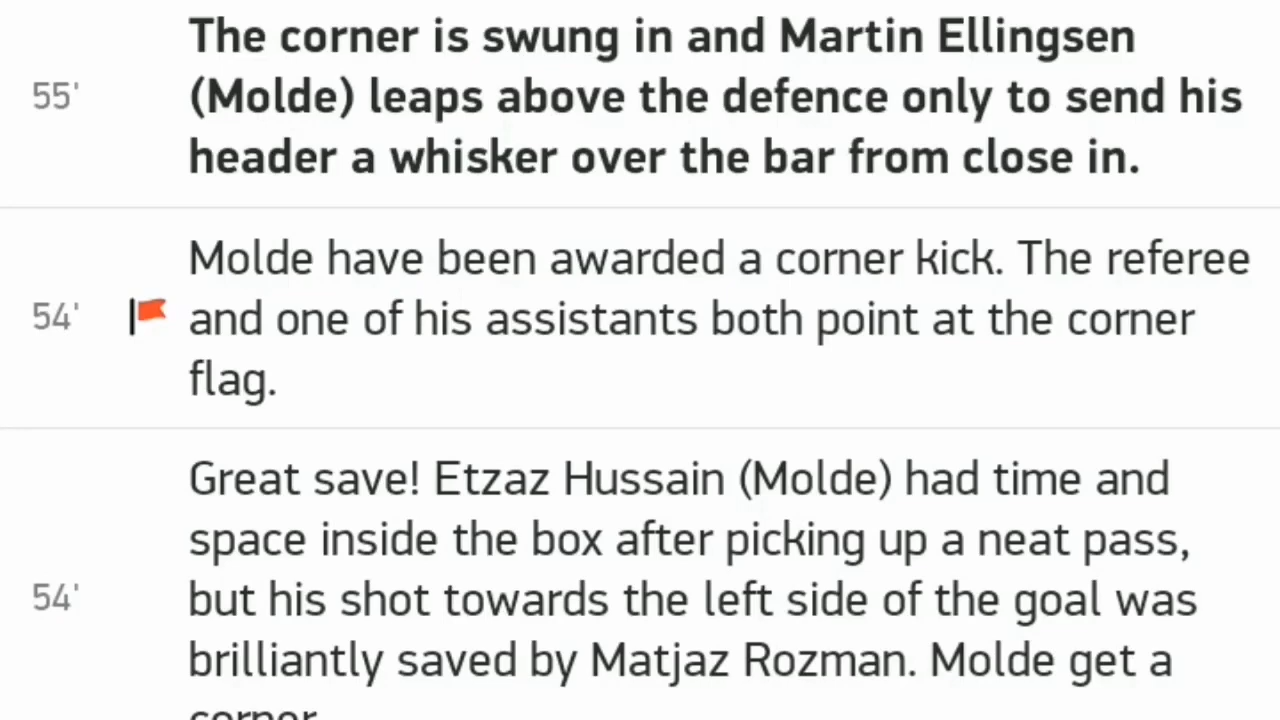 The corner is swung in and Martin Ellingsen
55' (Molde) leaps above the defence only to send his
header a whisker over the bar from close in.
Molde have been awarded a corner kick. The referee
54' and one of his assistants both point at the corner
flag.
Great save! Etzaz Hussain (Molde) had time and
space inside the box after picking up a neat pass,
54' but his shot towards the left side of the goal was
brilliantly saved by Matjaz Rozman. Molde get a
corner.